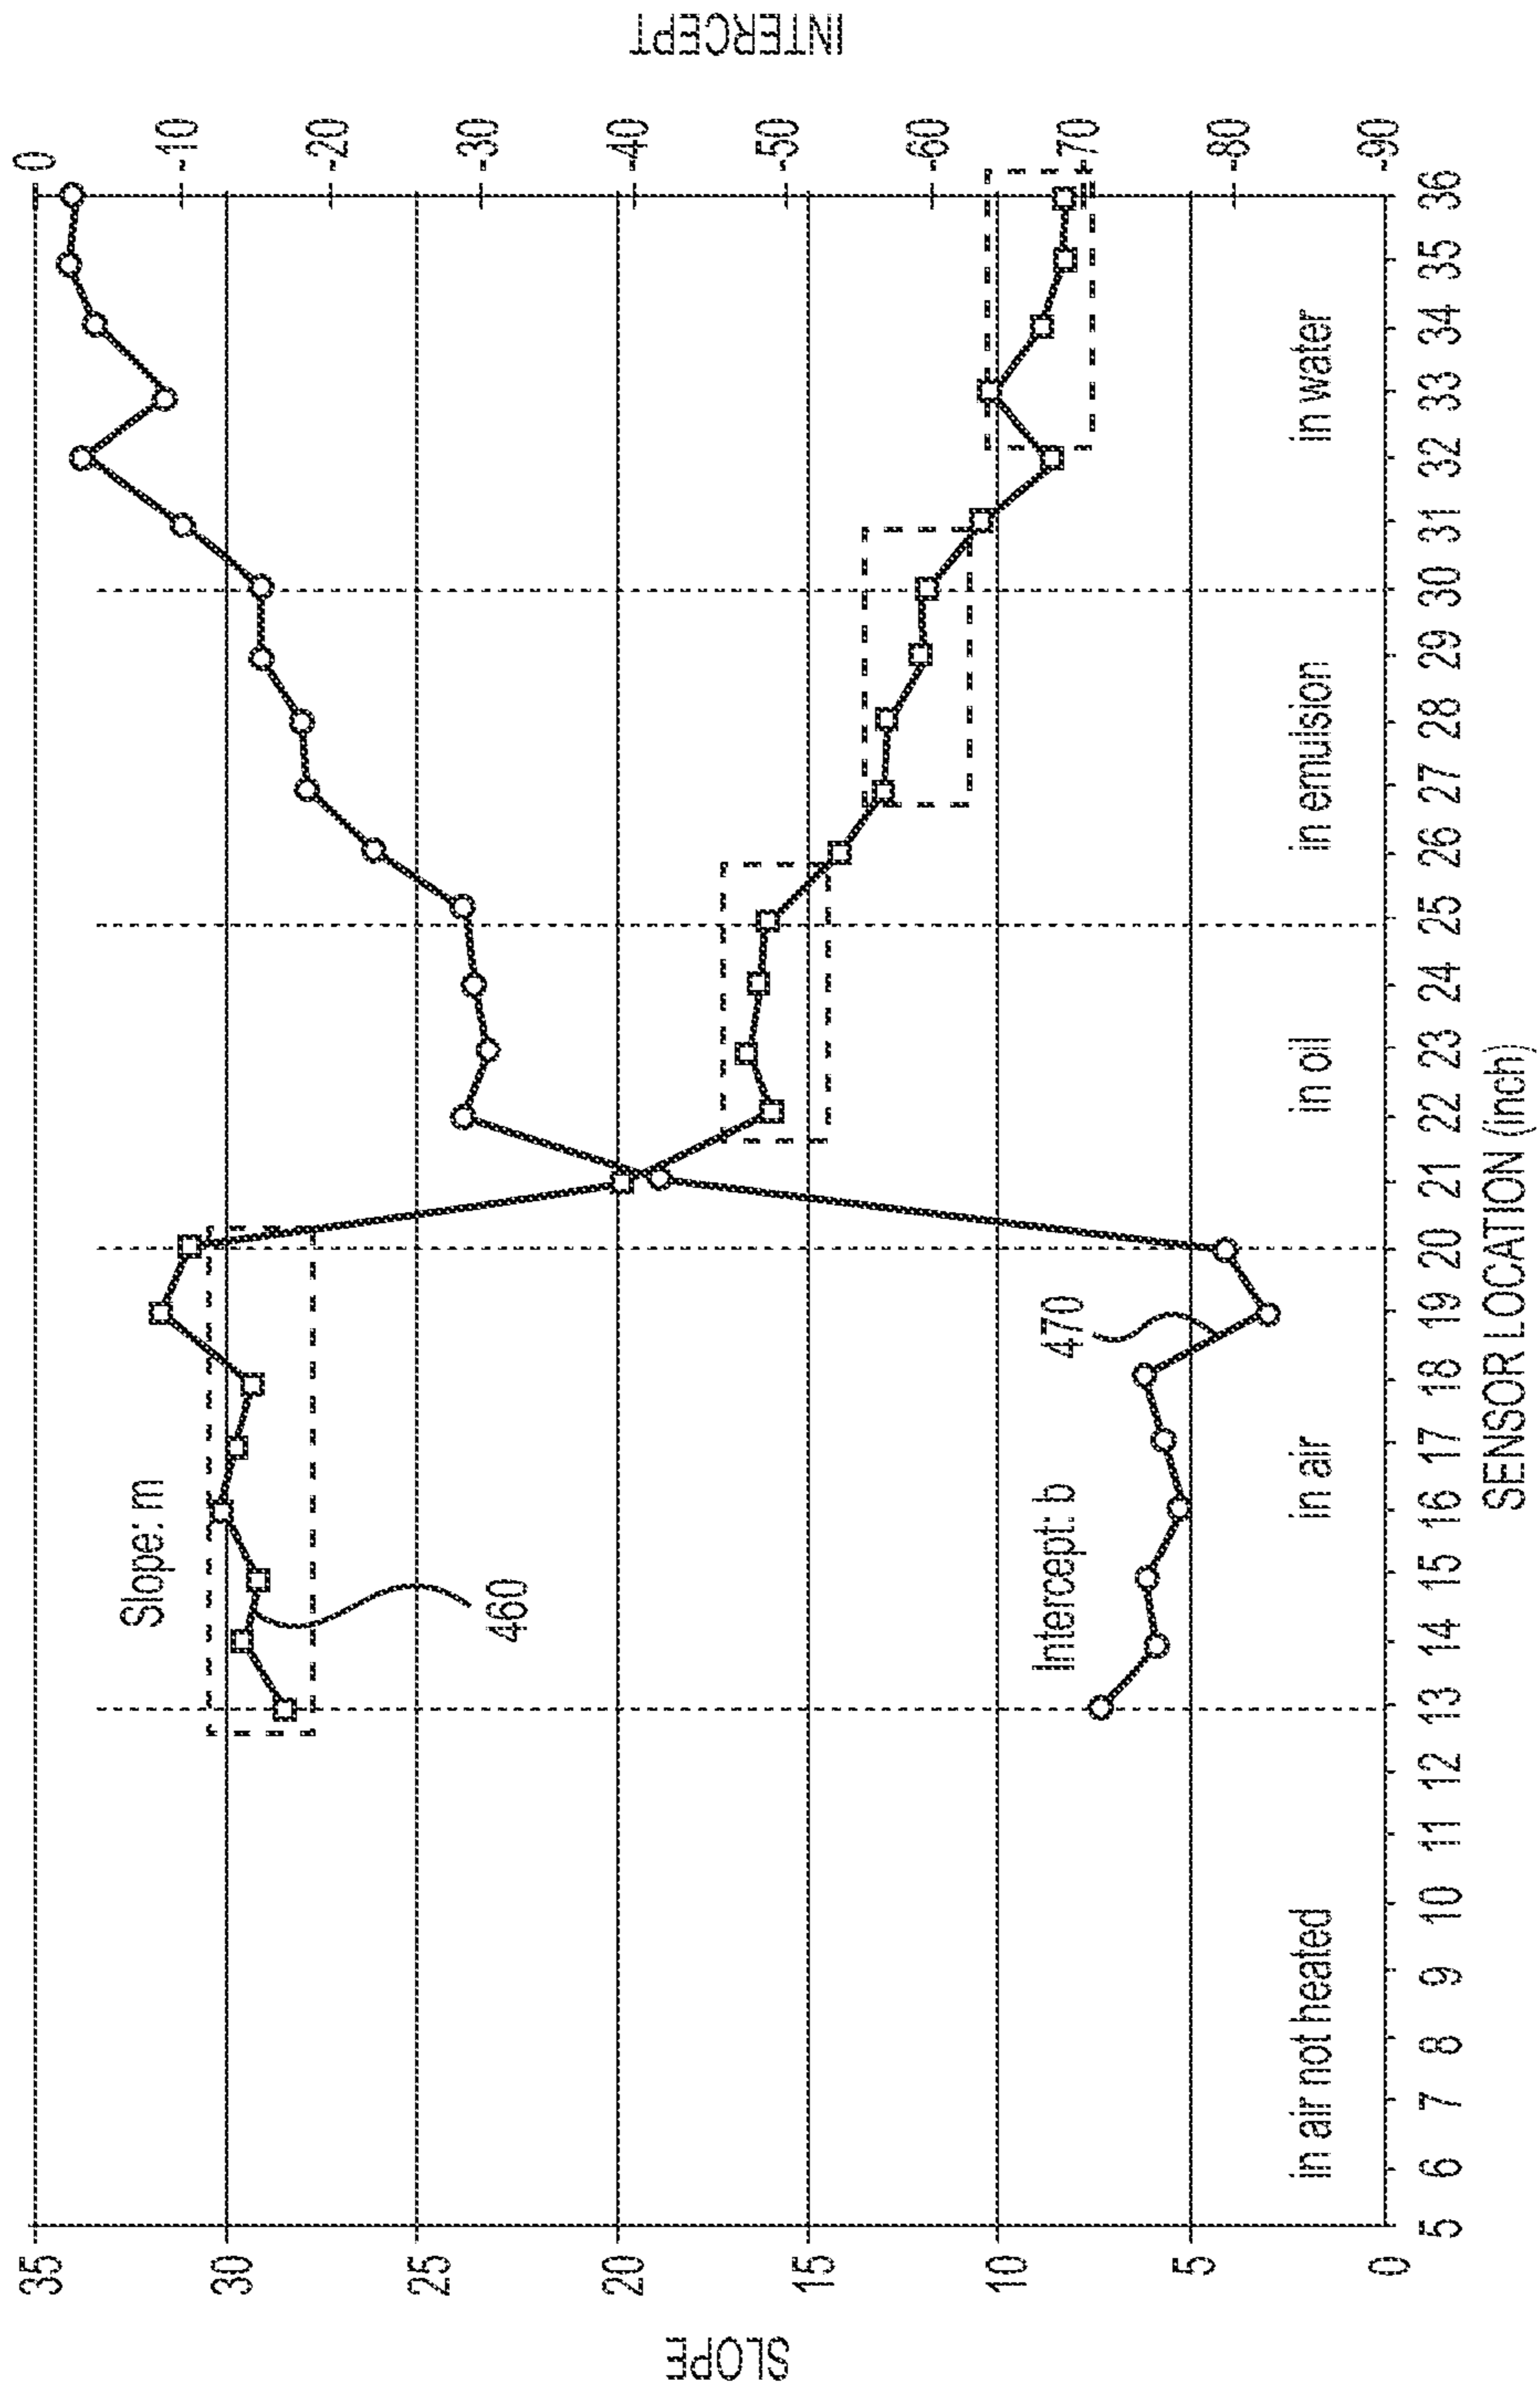 SLOPE
35
30
25
20
15
10
5
0
INTERCEPT
0
-10
-20
-30
-40
-50
-60
-70
-80
-90
Slope: m
460
Intercept: b
470
in air not heated
in air
in oil
in emulsion
in water
5 6 7 8 9 10 11 12 13 14 15 16 17 18 19 20 21 22 23 24 25 26 27 28 29 30 31 32 33 34 35 36
SENSOR LOCATION (inch)